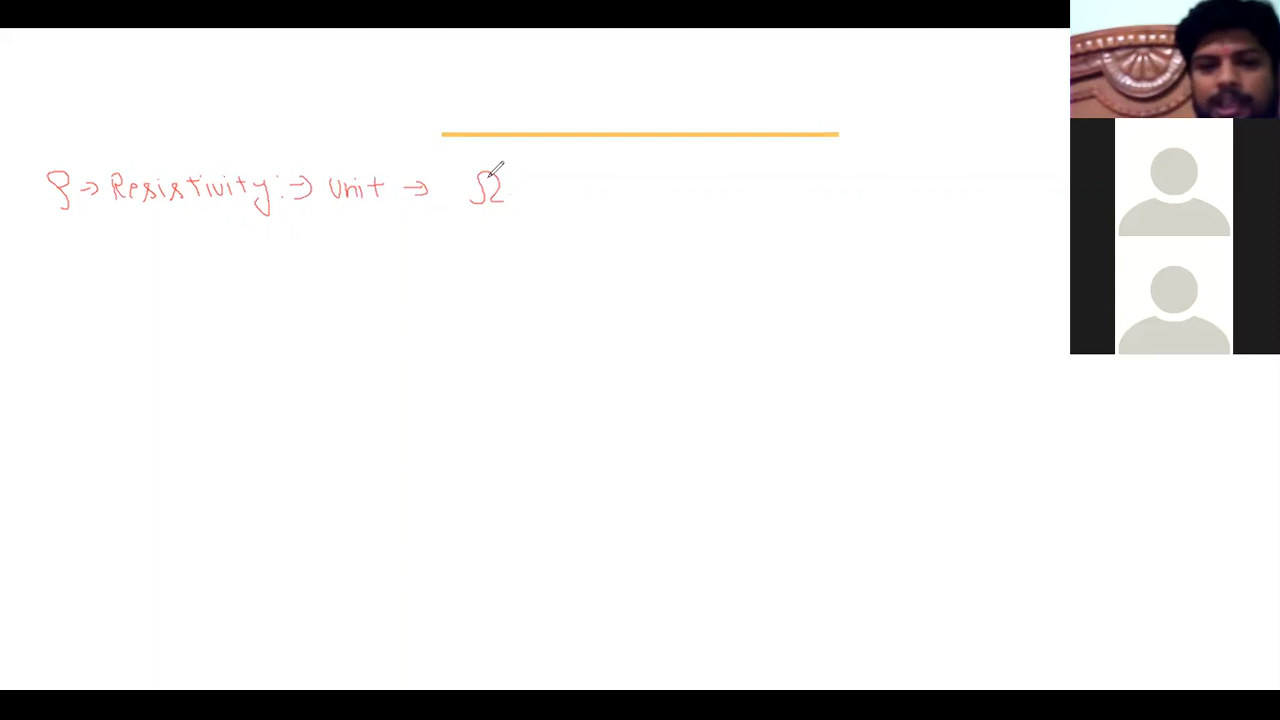 ρ → Resistivity :→ Unit → Ω